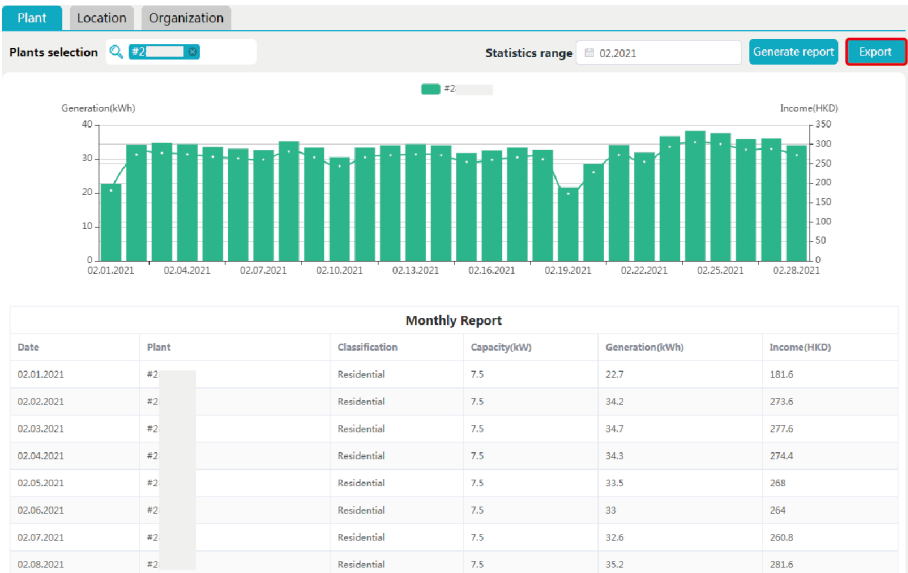 Plant Location Organization
Plants selection #2 Statistics range 02.2021 Generate report Export
#2
Generation(kWh) Income(HKD)
40 350
300
30 250
20 200
150
10 100
50
0 0
02.01.2021 02.04.2021 02.07.2021 02.10.2021 02.13.2021 02.16.2021 02.19.2021 02.22.2021 02.25.2021 02.28.2021
Monthly Report
Date Plant Classification Capacity(kW) Generation(kWh) Income(HKD)
02.01.2021 #2 Residential 7.5 22.7 181.6
02.02.2021 #2 Residential 7.5 34.2 273.6
02.03.2021 #2 Residential 7.5 34.7 277.6
02.04.2021 #2 Residential 7.5 34.3 274.4
02.05.2021 #2 Residential 7.5 33.5 268
02.06.2021 #2 Residential 7.5 33 264
02.07.2021 #2 Residential 7.5 32.6 260.8
02.08.2021 #2 Residential 7.5 35.2 281.6